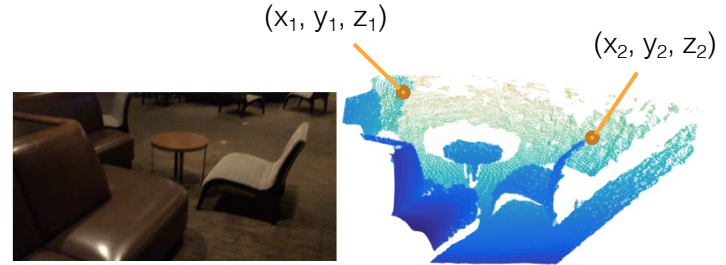 (x₁, y₁, z₁)
(x₂, y₂, z₂)